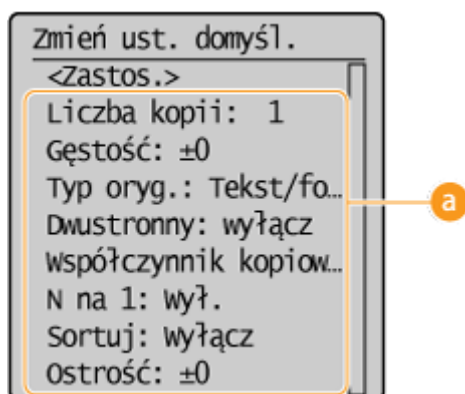 Zmień ust. domyśl.
<Zastos.>
Liczba kopii: 1
Gęstość: ±0
Typ oryg.: Tekst/fo…
Dwustronny: wyłącz
Współczynnik kopiow…
N na 1: Wył.
Sortuj: Wyłącz
Ostrość: ±0
a